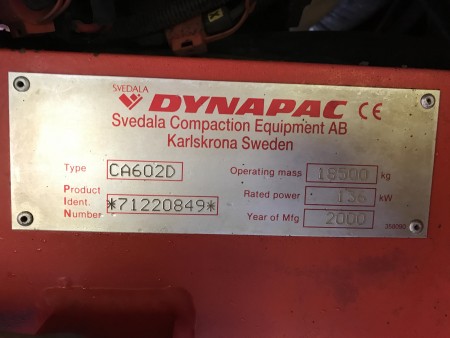 SVEDALA
DYNAPAC CE
Svedala Compaction Equipment AB
Karlskrona Sweden
Type CA602D Operating mass 18500 kg
Product
Ident. *71220849* Rated power 136 kW
Number Year of Mfg 2000